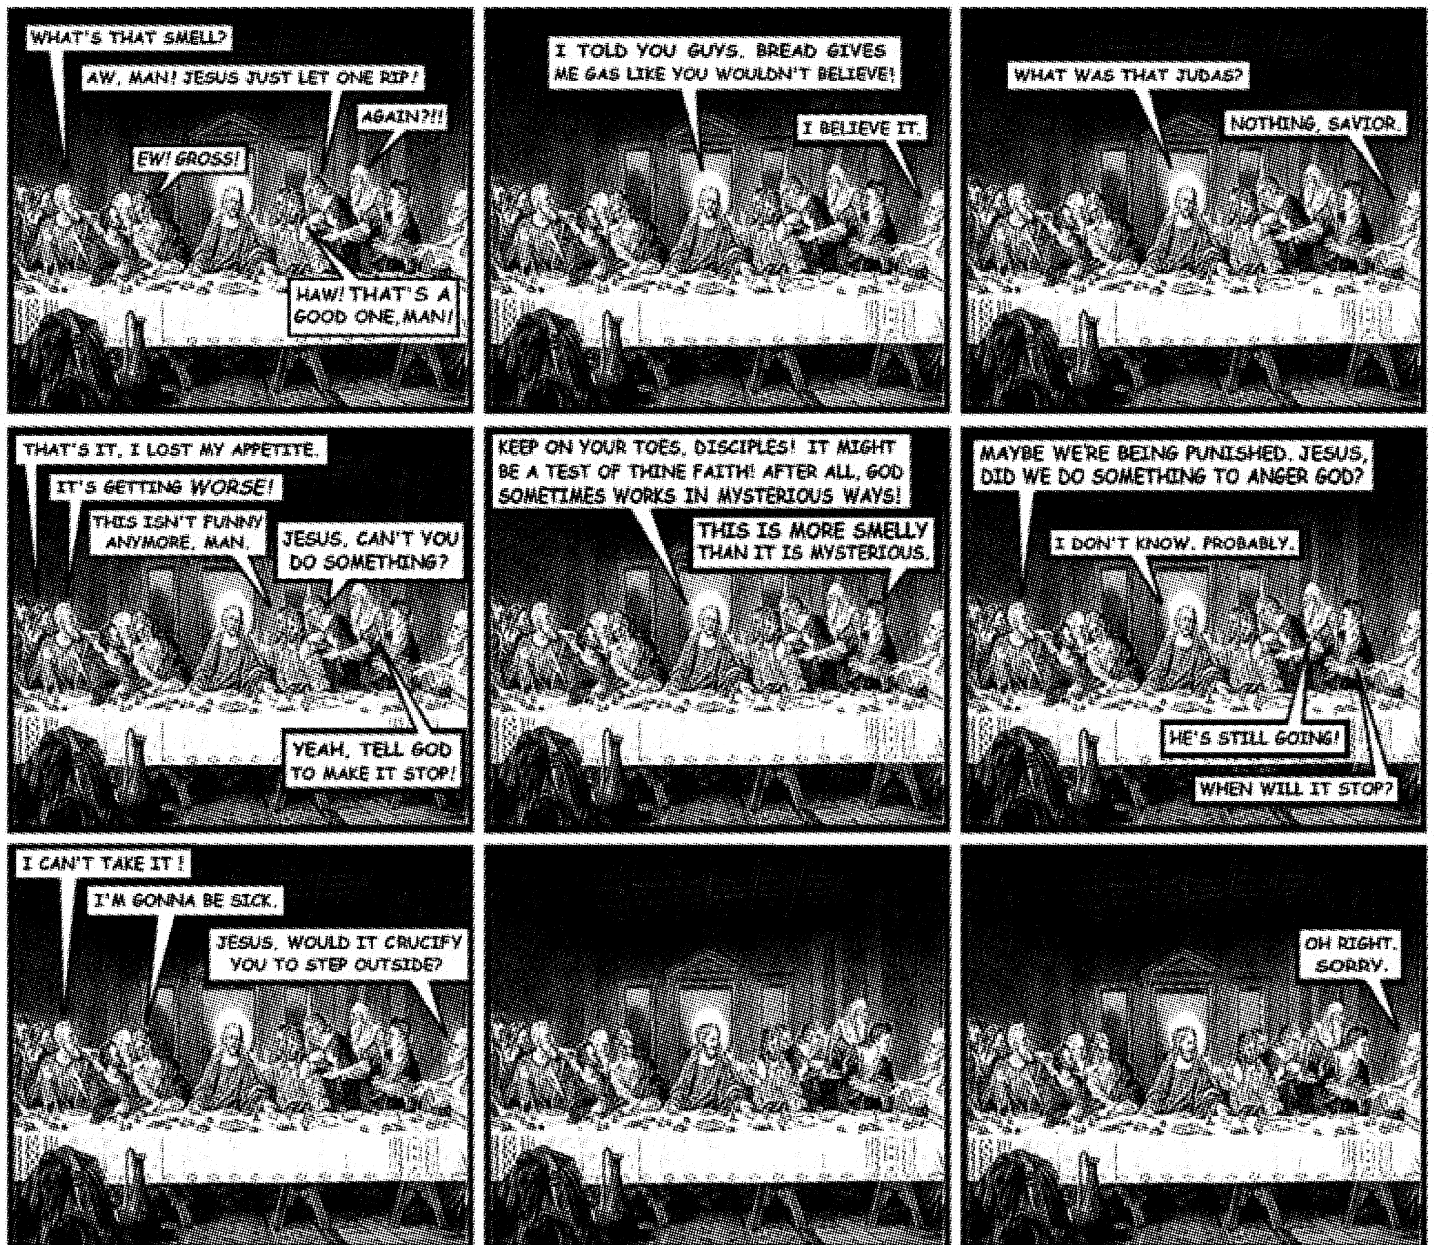 WHAT'S THAT SMELL?
AW, MAN! JESUS JUST LET ONE RIP!
AGAIN?!!
EW! GROSS!
HAW! THAT'S A
GOOD ONE, MAN!
I TOLD YOU GUYS. BREAD GIVES
ME GAS LIKE YOU WOULDN'T BELIEVE!
I BELIEVE IT.
WHAT WAS THAT JUDAS?
NOTHING, SAVIOR.
THAT'S IT, I LOST MY APPETITE.
IT'S GETTING WORSE!
THIS ISN'T FUNNY
ANYMORE, MAN.
JESUS, CAN'T YOU
DO SOMETHING?
YEAH, TELL GOD
TO MAKE IT STOP!
KEEP ON YOUR TOES, DISCIPLES! IT MIGHT
BE A TEST OF THINE FAITH! AFTER ALL, GOD
SOMETIMES WORKS IN MYSTERIOUS WAYS!
THIS IS MORE SMELLY
THAN IT IS MYSTERIOUS.
MAYBE WE'RE BEING PUNISHED. JESUS,
DID WE DO SOMETHING TO ANGER GOD?
I DON'T KNOW. PROBABLY.
HE'S STILL GOING!
WHEN WILL IT STOP?
I CAN'T TAKE IT!
I'M GONNA BE SICK.
JESUS, WOULD IT CRUCIFY
YOU TO STEP OUTSIDE?
OH RIGHT.
SORRY.